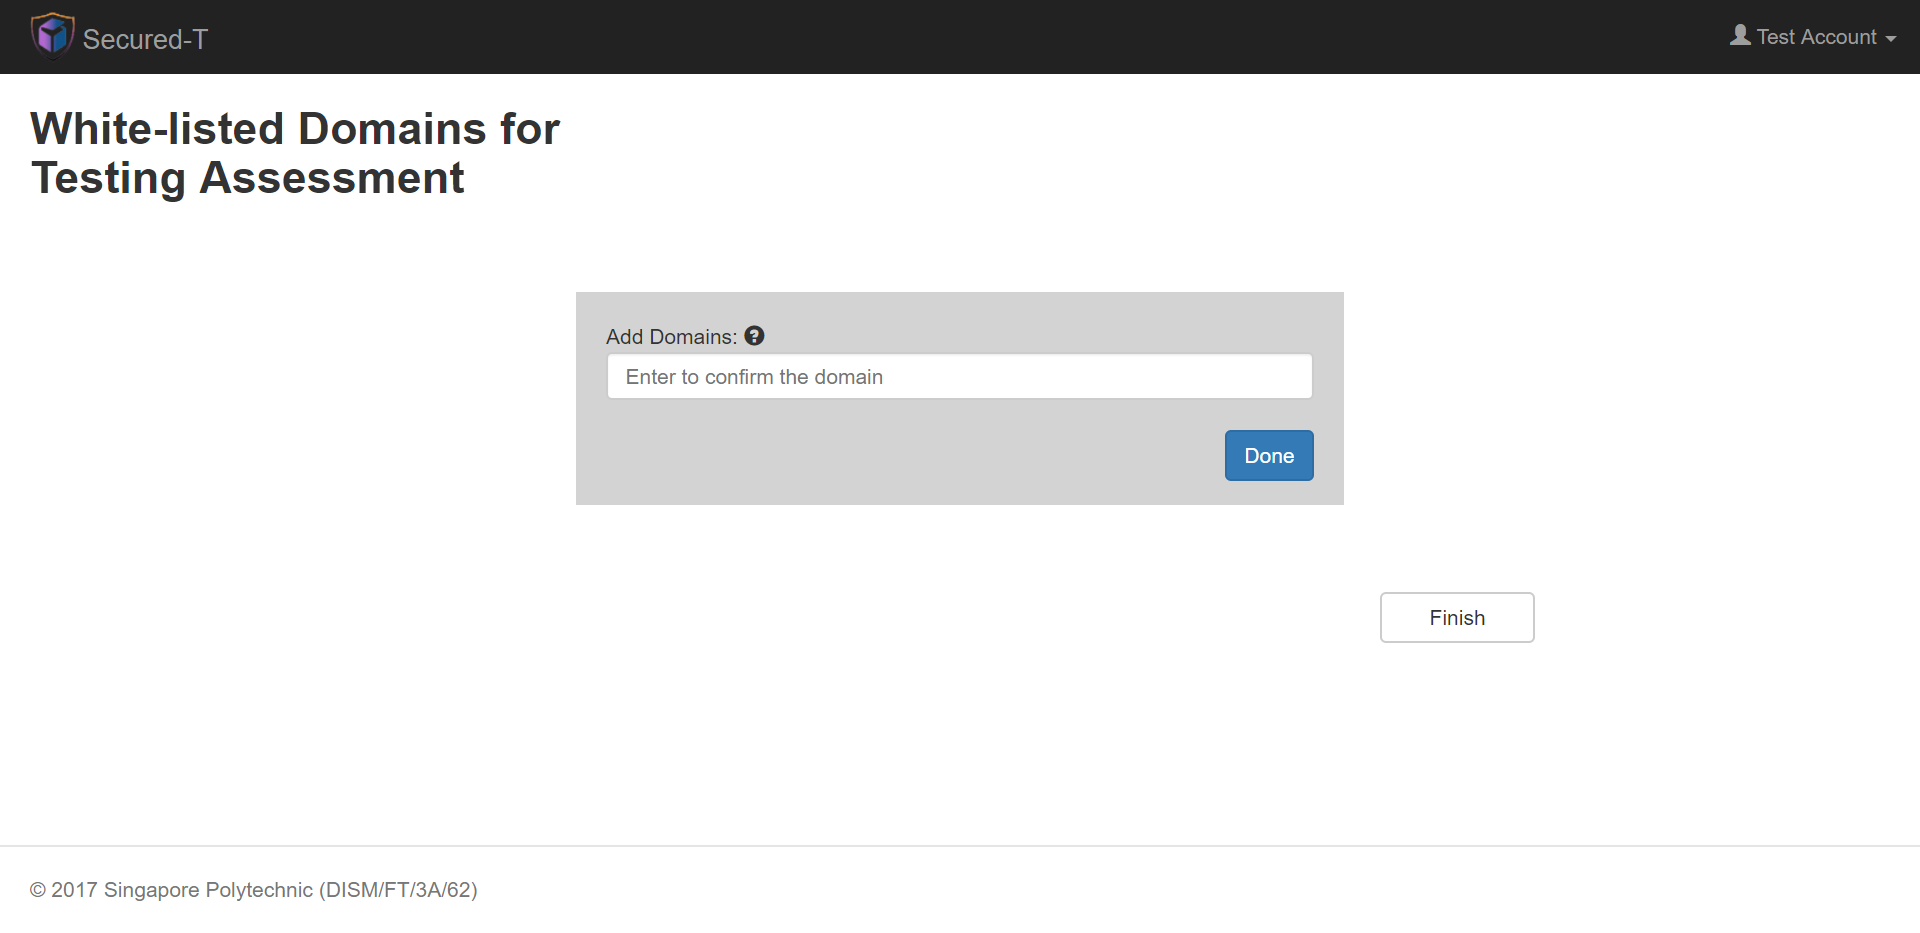 Secured-T
Test Account
White-listed Domains for
Testing Assessment
Add Domains:
Enter to confirm the domain
Done
Finish
© 2017 Singapore Polytechnic (DISM/FT/3A/62)